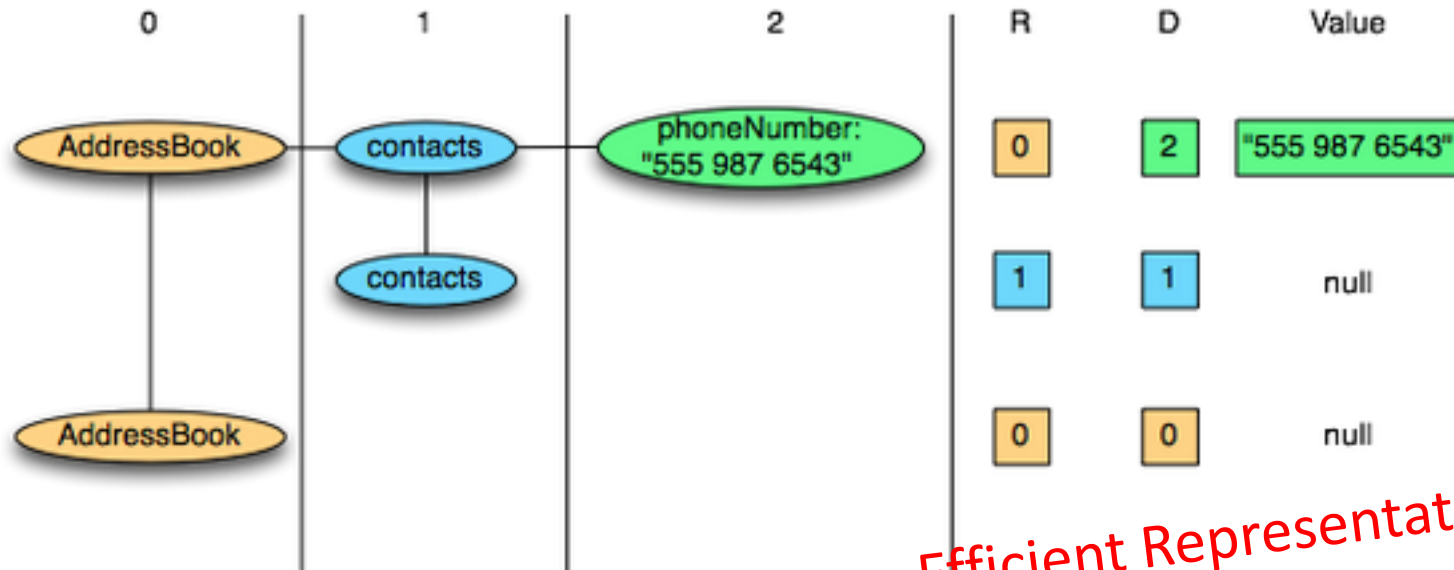 0 1 2 R D Value
AddressBook contacts phoneNumber: "555 987 6543" 0 2 "555 987 6543"
contacts 1 1 null
AddressBook 0 0 null
Efficient